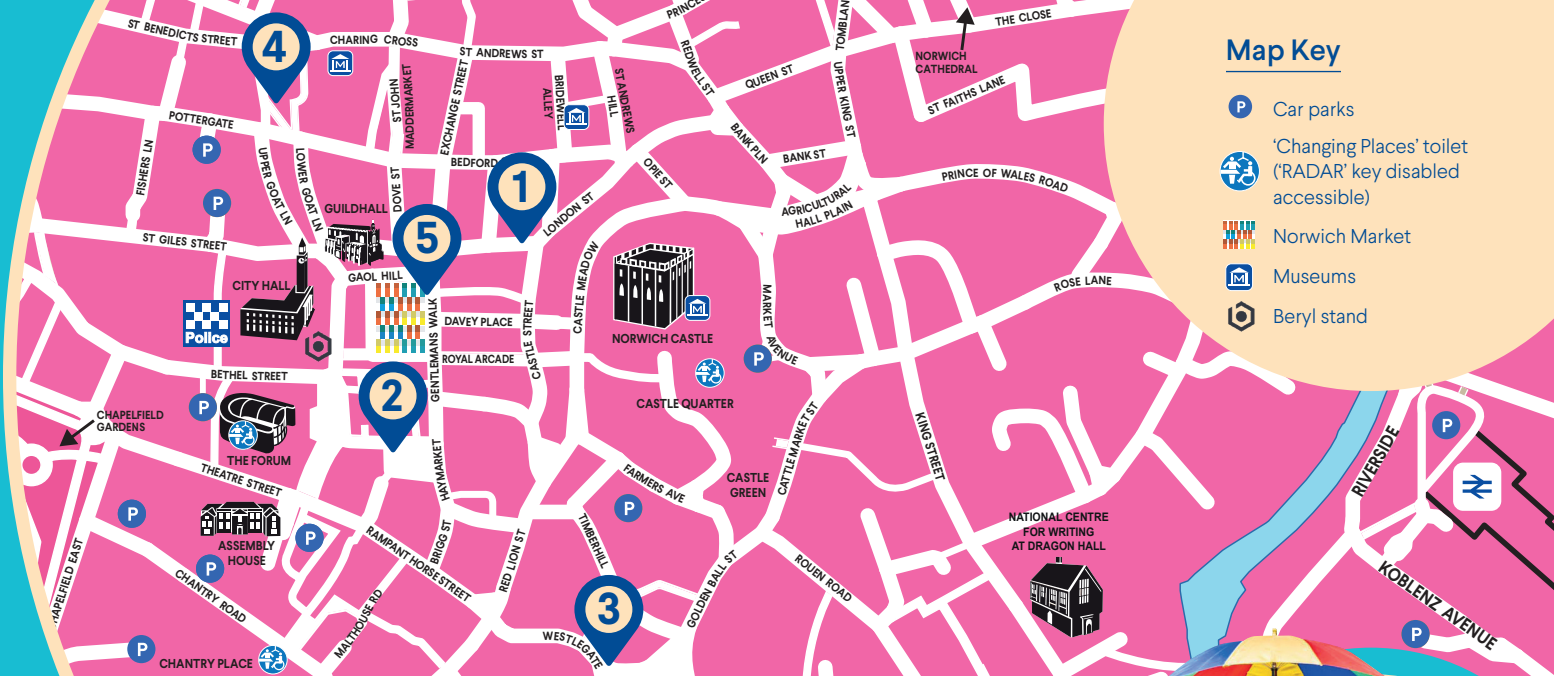 PRINCE
TOMBLAN
THE CLOSE
ST BENEDICTS STREET
4
CHARING CROSS
ST ANDREWS ST
REDWELL ST
QUEEN ST
UPPER KING ST
NORWICH
CATHEDRAL
ST FAITHS LANE
Map Key
P
Car parks
'Changing Places' toilet
('RADAR' key disabled
accessible)
Norwich Market
Museums
Beryl stand
ST JOHN
MADDERMARKET
EXCHANGE STREET
BRIDEWELL
ALLEY
ST ANDREWS
HILL
POTTERGATE
P
FISHERS LN
UPPER GOAT LN
LOWER GOAT LN
DOVE ST
BEDFORD
1
OPIE ST
BANK PLN
BANK ST
AGRICULTURAL
HALL PLAIN
PRINCE OF WALES ROAD
P
GUILDHALL
5
LONDON ST
ST GILES STREET
GAOL HILL
CITY HALL
Police
GENTLEMANS WALK
DAVEY PLACE
ROYAL ARCADE
CASTLE STREET
CASTLE MEADOW
NORWICH CASTLE
MARKET
AVENUE
P
ROSE LANE
BETHEL STREET
2
CASTLE QUARTER
P
CHAPELFIELD
GARDENS
THE FORUM
THEATRE STREET
HAYMARKET
FARMERS AVE
CASTLE
GREEN
CATTLE MARKET ST
KING STREET
RIVERSIDE
P
P
ASSEMBLY
HOUSE
P
P
P
RAMPANT HORSE STREET
BRIGG ST
RED LION ST
TIMBERHILL
NATIONAL CENTRE
FOR WRITING
AT DRAGON HALL
ROUEN ROAD
GOLDEN BALL ST
3
WESTLEGATE
MALTHOUSE RD
CHANTRY ROAD
HAPELFIELD EAST
P
CHANTRY PLACE
KOBLENZ AVENUE
P